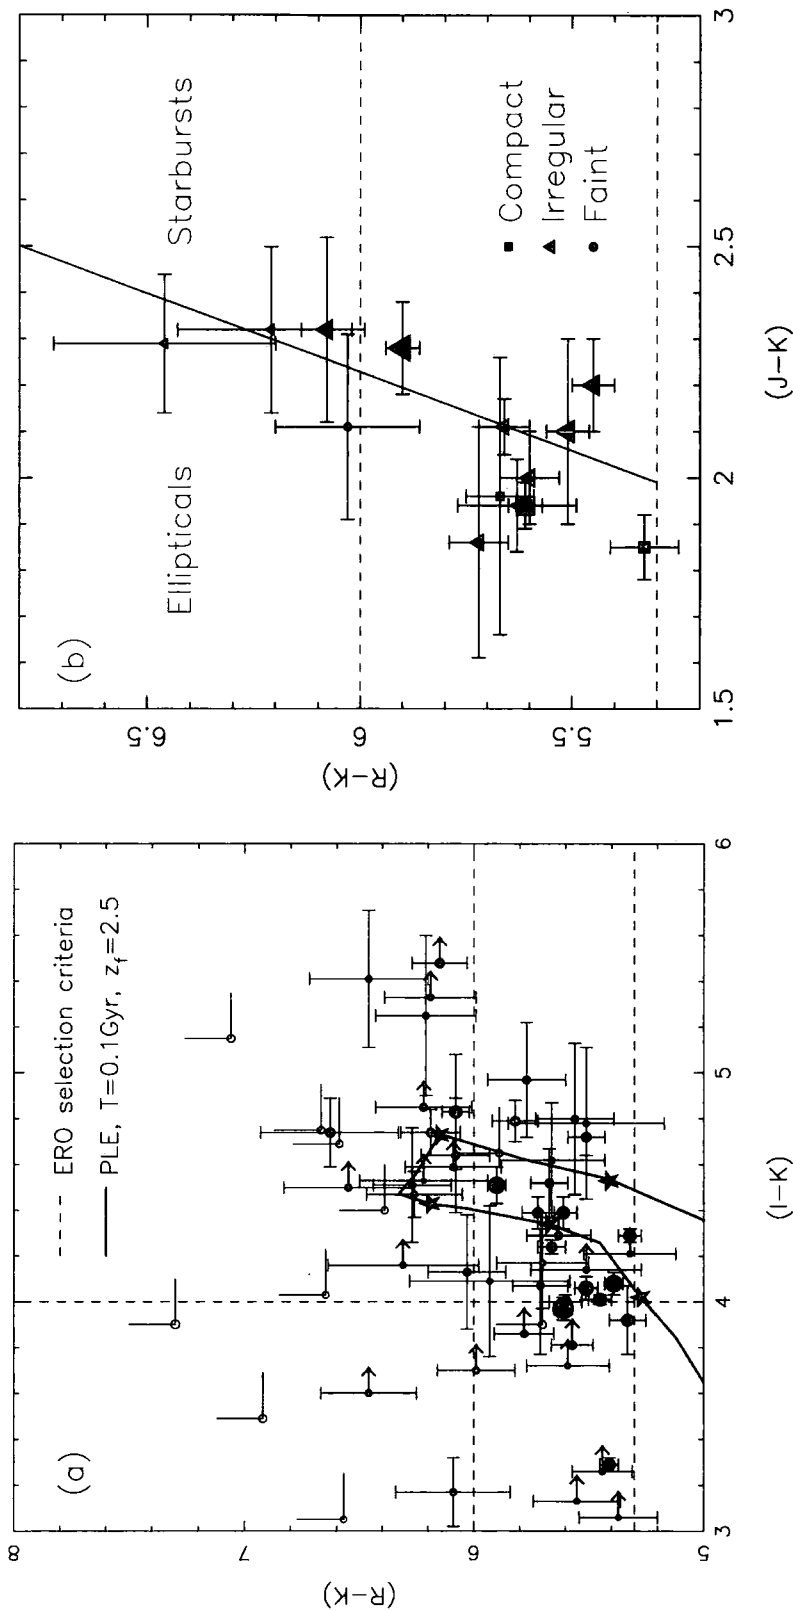 (a)
--- ERO selection criteria
— PLE, T=0.1Gyr, z_f=2.5
8
7
6
5
(R−K)
3
4
5
6
(I−K)
(b)
Ellipticals
Starbursts
Compact
Irregular
Faint
6.5
6
5.5
(R−K)
1.5
2
2.5
3
(J−K)